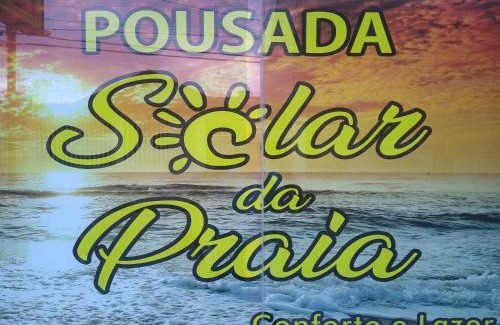 POUSADA
Solar
da
Praia
Conforto e Lazer